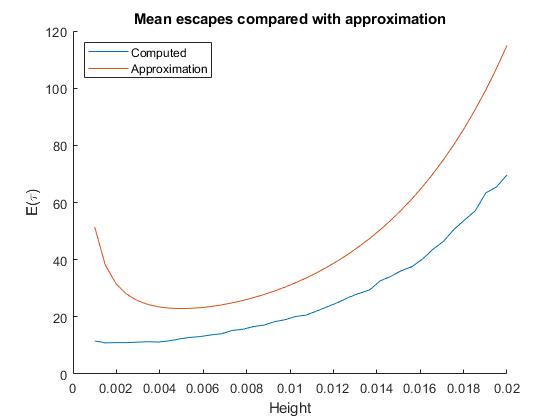 Mean escapes compared with approximation
120
100
80
60
40
20
0
E(τ)
Computed
Approximation
0 0.002 0.004 0.006 0.008 0.01 0.012 0.014 0.016 0.018 0.02
Height